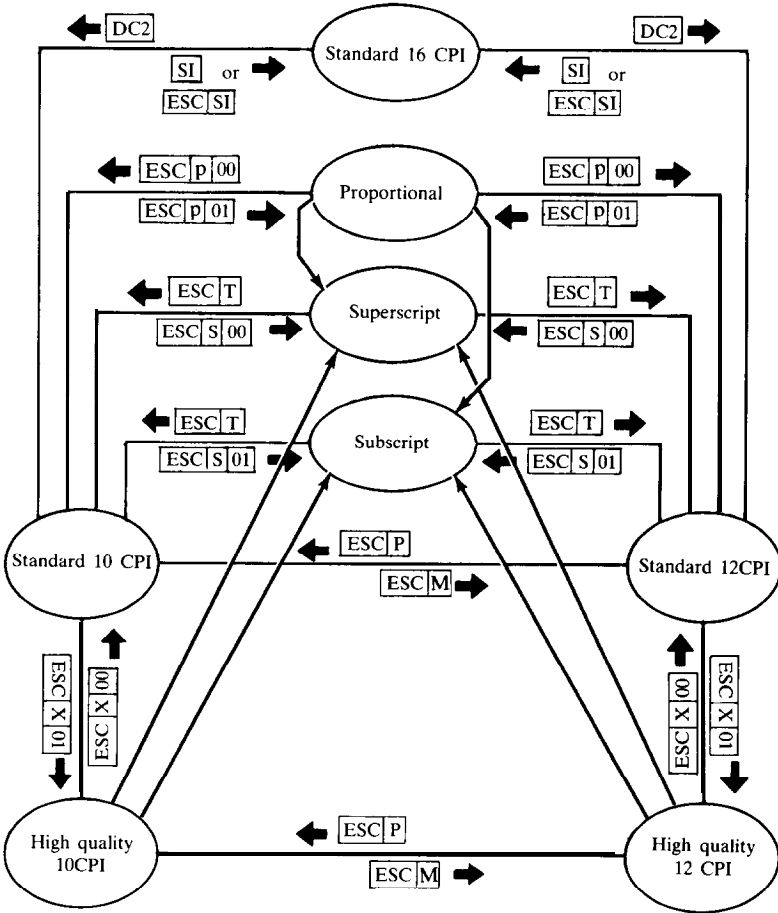 DC2
DC2
Standard 16 CPI
SI or
ESC SI
SI or
ESC SI
ESC p 00
ESC p 00
Proportional
ESC p 01
ESC p 01
ESC T
ESC T
Superscript
ESC S 00
ESC S 00
ESC T
ESC T
Subscript
ESC S 01
ESC S 01
ESC P
Standard 10 CPI
Standard 12CPI
ESC M
ESC X 01
ESC X 00
ESC X 00
ESC X 01
ESC P
High quality
10CPI
High quality
12 CPI
ESC M